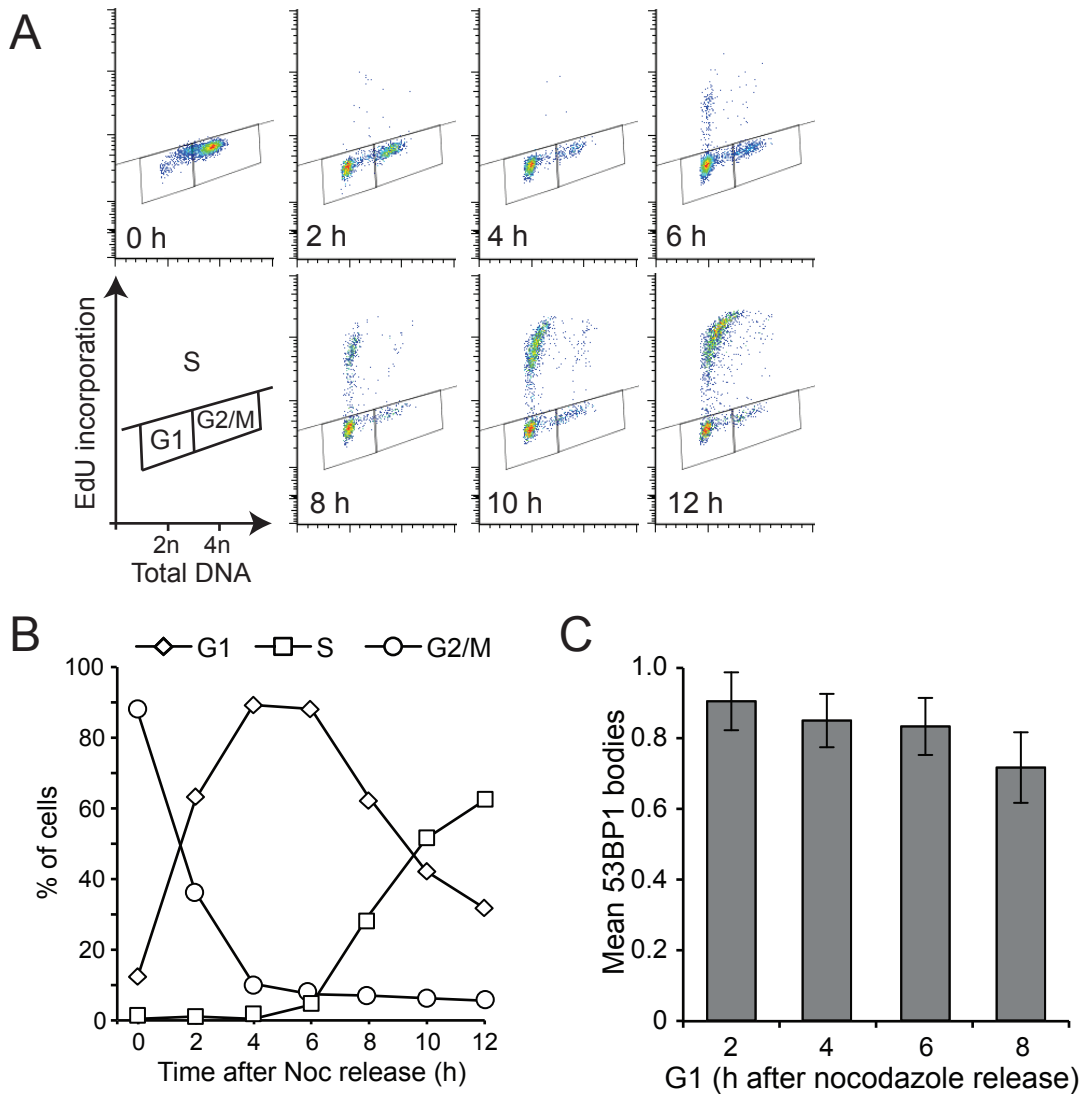 A
0 h
2 h
4 h
6 h
EdU incorporation
S
G1
G2/M
2n 4n
Total DNA
8 h
10 h
12 h
B
G1 S G2/M
% of cells
100
80
60
40
20
0
0 2 4 6 8 10 12
Time after Noc release (h)
C
Mean 53BP1 bodies
1.0
0.8
0.6
0.4
0.2
0
2 4 6 8
G1 (h after nocodazole release)